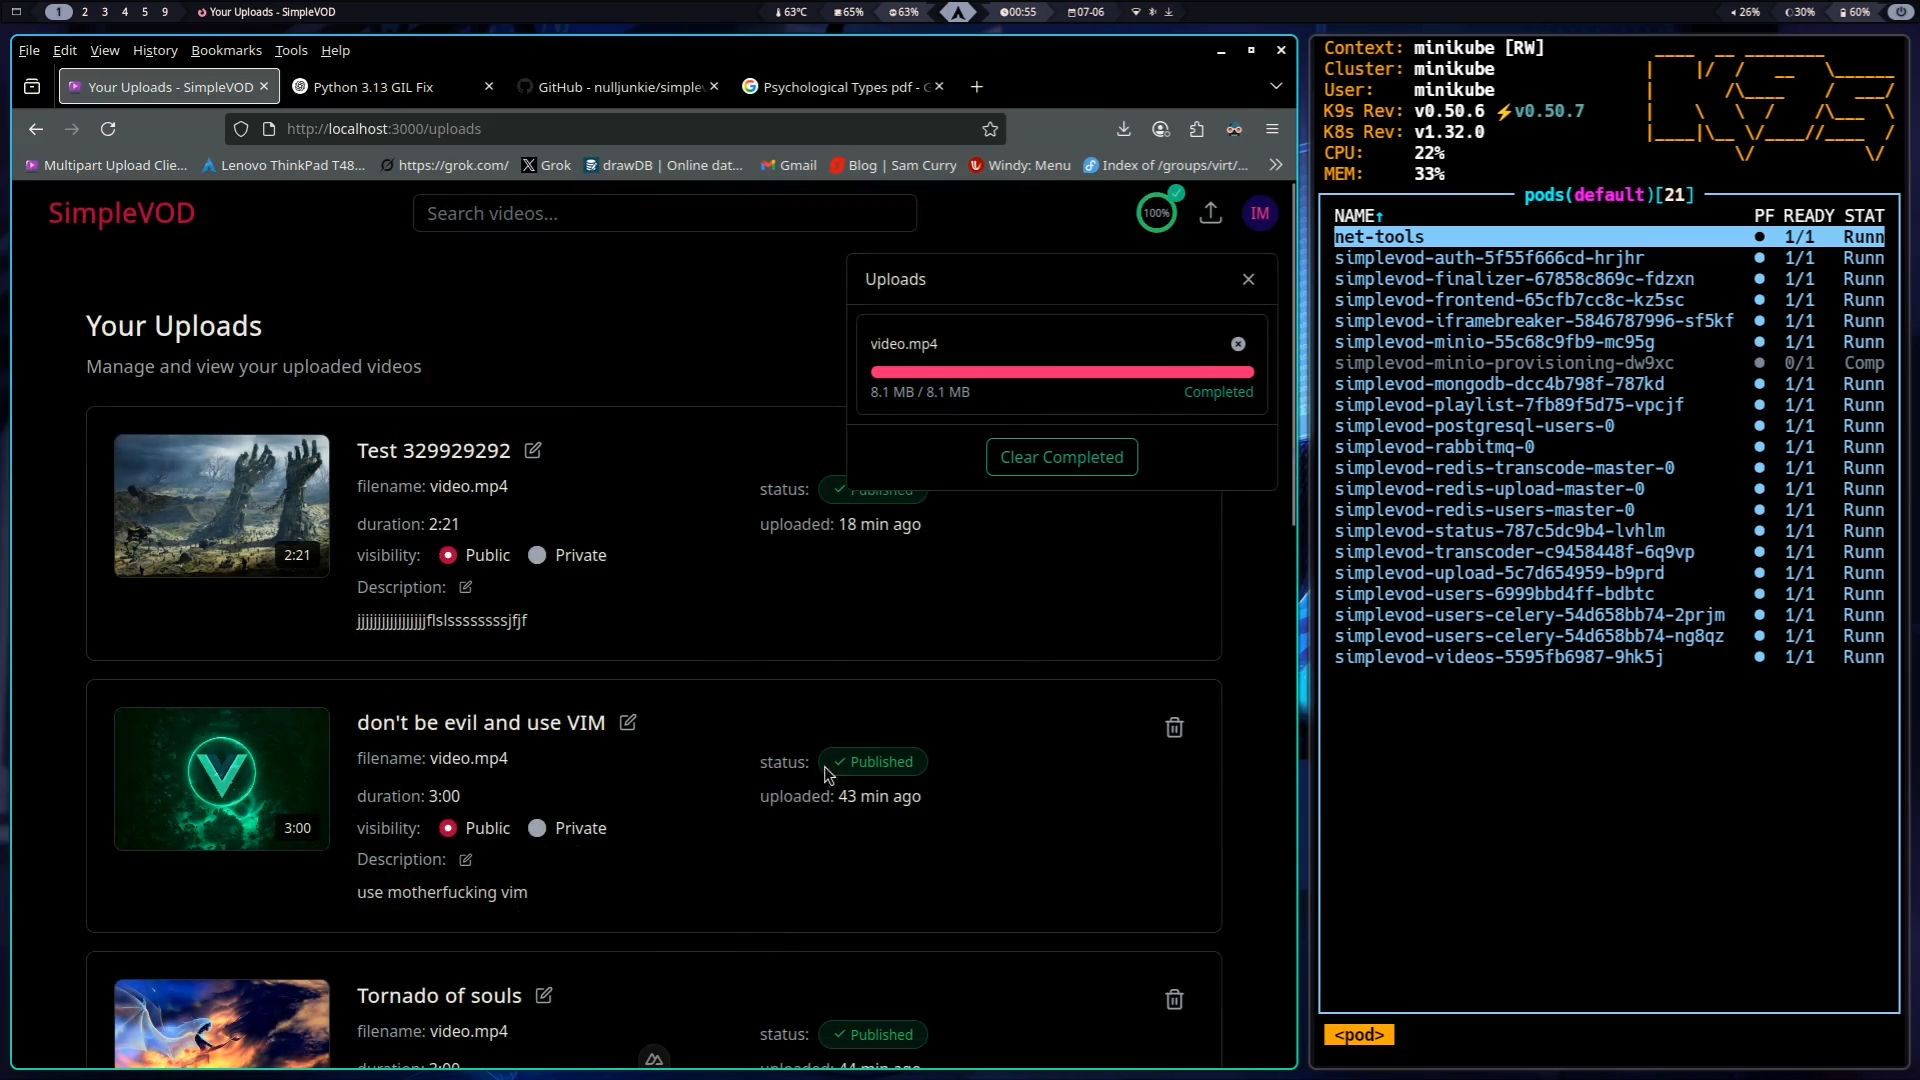 1 2 3 4 5 9 Your Uploads - SimpleVOD 63°C 65% 63% 00:55 07-06 26% 30% 60%
File Edit View History Bookmarks Tools Help
Your Uploads - SimpleVOD Python 3.13 GIL Fix GitHub - nulljunkie/simplev Psychological Types pdf - G
http://localhost:3000/uploads
Multipart Upload Clie... Lenovo ThinkPad T48... https://grok.com/ Grok drawDB | Online dat... Gmail Blog | Sam Curry Windy: Menu Index of /groups/virt/...
SimpleVOD
Search videos...
100%
IM
Uploads
video.mp4
8.1 MB / 8.1 MB Completed
Clear Completed
Your Uploads
Manage and view your uploaded videos
2:21
Test 329929292
filename: video.mp4
status: Published
duration: 2:21
uploaded: 18 min ago
visibility: Public Private
Description:
jjjjjjjjjjjjjjjjjflslsssssssjfjf
3:00
don't be evil and use VIM
filename: video.mp4
status: Published
duration: 3:00
uploaded: 43 min ago
visibility: Public Private
Description:
use motherfucking vim
Tornado of souls
filename: video.mp4
status: Published
duration: 3:00
uploaded: 44 min ago
Context: minikube [RW]
Cluster: minikube
User: minikube
K9s Rev: v0.50.6 ⚡v0.50.7
K8s Rev: v1.32.0
CPU: 22%
MEM: 33%
pods(default)[21]
NAME↑ PF READY STAT
net-tools ● 1/1 Runn
simplevod-auth-5f55f666cd-hrjhr ● 1/1 Runn
simplevod-finalizer-67858c869c-fdzxn ● 1/1 Runn
simplevod-frontend-65cfb7cc8c-kz5sc ● 1/1 Runn
simplevod-iframebreaker-5846787996-sf5kf ● 1/1 Runn
simplevod-minio-55c68c9fb9-mc95g ● 1/1 Runn
simplevod-minio-provisioning-dw9xc ● 0/1 Comp
simplevod-mongodb-dcc4b798f-787kd ● 1/1 Runn
simplevod-playlist-7fb89f5d75-vpcjf ● 1/1 Runn
simplevod-postgresql-users-0 ● 1/1 Runn
simplevod-rabbitmq-0 ● 1/1 Runn
simplevod-redis-transcode-master-0 ● 1/1 Runn
simplevod-redis-upload-master-0 ● 1/1 Runn
simplevod-redis-users-master-0 ● 1/1 Runn
simplevod-status-787c5dc9b4-lvhlm ● 1/1 Runn
simplevod-transcoder-c9458448f-6q9vp ● 1/1 Runn
simplevod-upload-5c7d654959-b9prd ● 1/1 Runn
simplevod-users-6999bbd4ff-bdbtc ● 1/1 Runn
simplevod-users-celery-54d658bb74-2prjm ● 1/1 Runn
simplevod-users-celery-54d658bb74-ng8qz ● 1/1 Runn
simplevod-videos-5595fb6987-9hk5j ● 1/1 Runn
<pod>